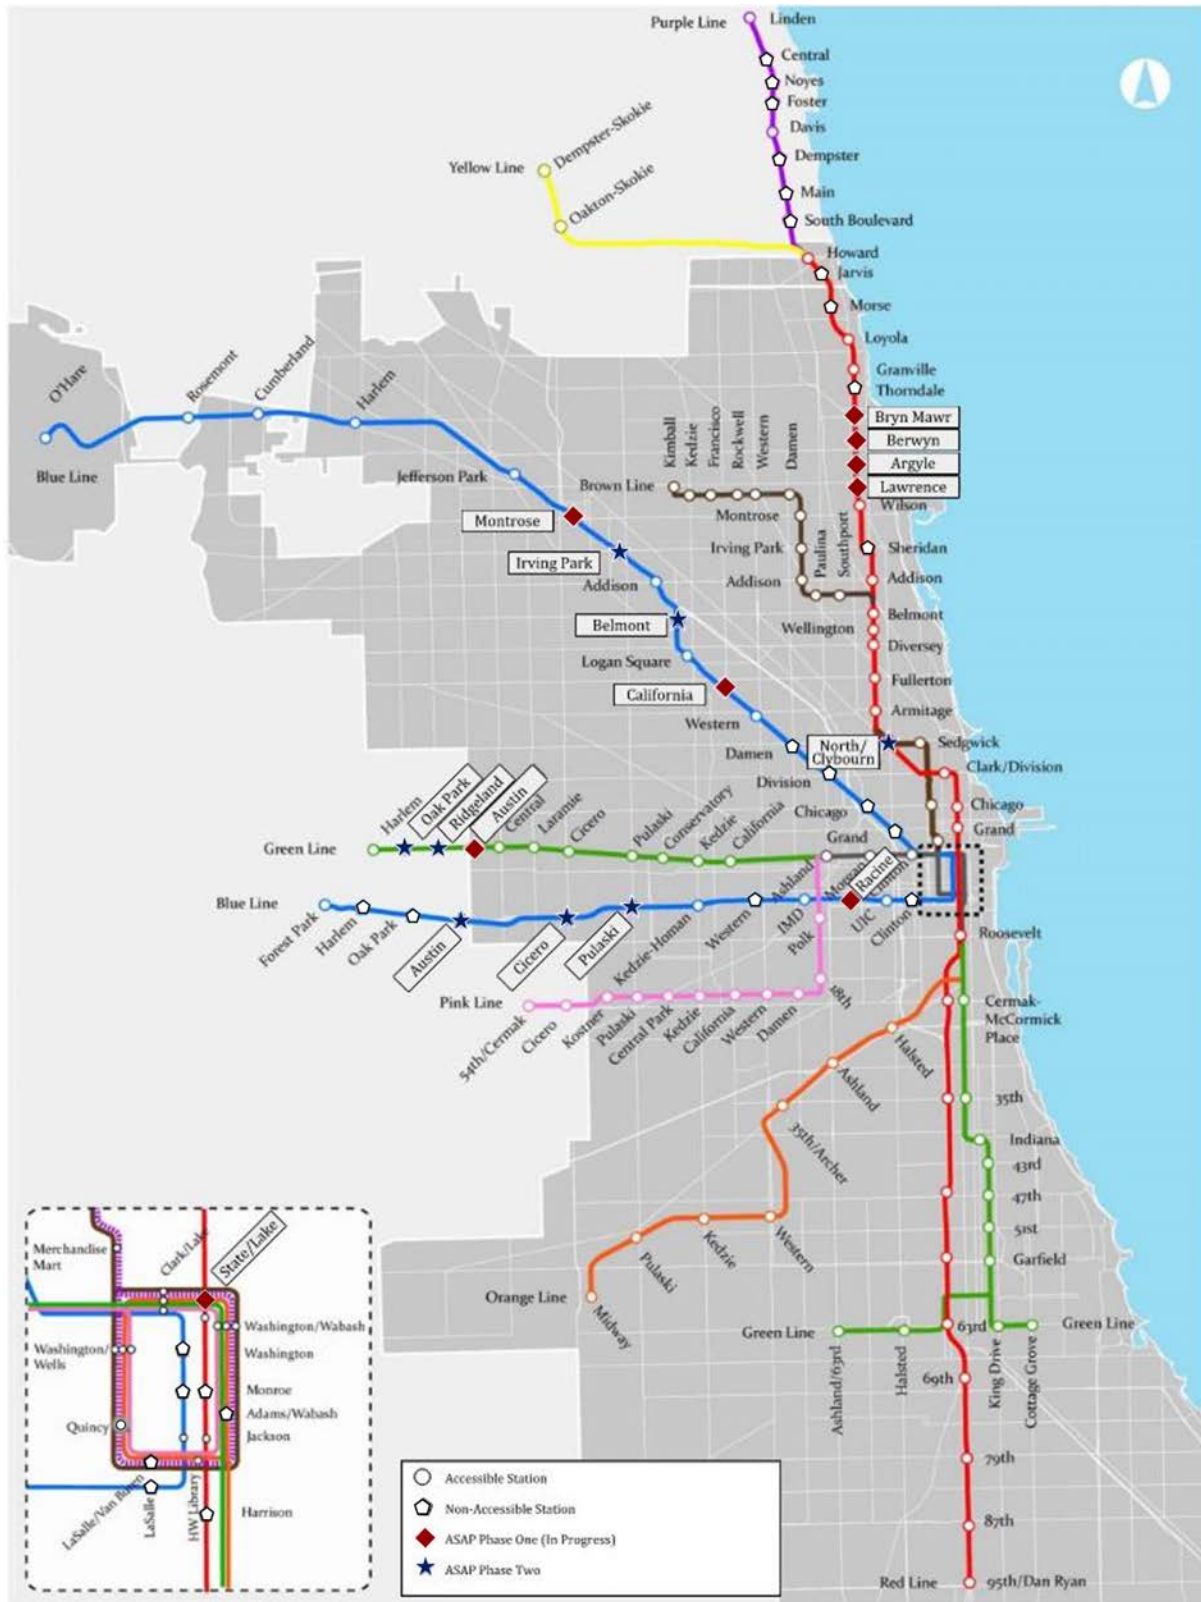 Purple Line
Linden
Central
Noyes
Foster
Davis
Dempster
Main
South Boulevard
Yellow Line
Dempster-Skokie
Oakton-Skokie
Howard
Jarvis
Morse
Loyola
Granville
Thorndale
Bryn Mawr
Berwyn
Argyle
Lawrence
Wilson
Sheridan
Addison
Belmont
Wellington
Diversey
Fullerton
Armitage
Sedgwick
North/
Clybourn
Clark/Division
Chicago
Grand
O'Hare
Blue Line
Rosemont
Cumberland
Harlem
Jefferson Park
Montrose
Irving Park
Addison
Belmont
Logan Square
California
Western
Damen
Division
Chicago
Grand
Brown Line
Kimball
Kedzie
Francisco
Rockwell
Western
Damen
Montrose
Irving Park
Addison
Paulina
Southport
Green Line
Harlem
Oak Park
Ridgeland
Austin
Central
Laramie
Cicero
Pulaski
Conservatory
Kedzie
California
Ashland
Morgan
Clinton
Blue Line
Forest Park
Harlem
Oak Park
Austin
Cicero
Pulaski
Kedzie-Homan
Western
IMD
Racine
UIC
Clinton
Pink Line
54th/Cermak
Cicero
Kostner
Pulaski
Central Park
Kedzie
California
Western
Damen
18th
Polk
Roosevelt
Cermak-
McCormick
Place
35th
Indiana
43rd
47th
51st
Garfield
63rd
King Drive
Cottage Grove
Green Line
Green Line
Ashland/63rd
Halsted
69th
79th
87th
Red Line
95th/Dan Ryan
Halsted
Ashland
35th/Archer
Western
Kedzie
Pulaski
Orange Line
Midway
Merchandise
Mart
Clark/Lake
State/Lake
Washington/Wabash
Washington/
Wells
Washington
Monroe
Adams/Wabash
Quincy
Jackson
LaSalle/Van Buren
LaSalle
HW Library
Harrison
Accessible Station
Non-Accessible Station
ASAP Phase One (In Progress)
ASAP Phase Two